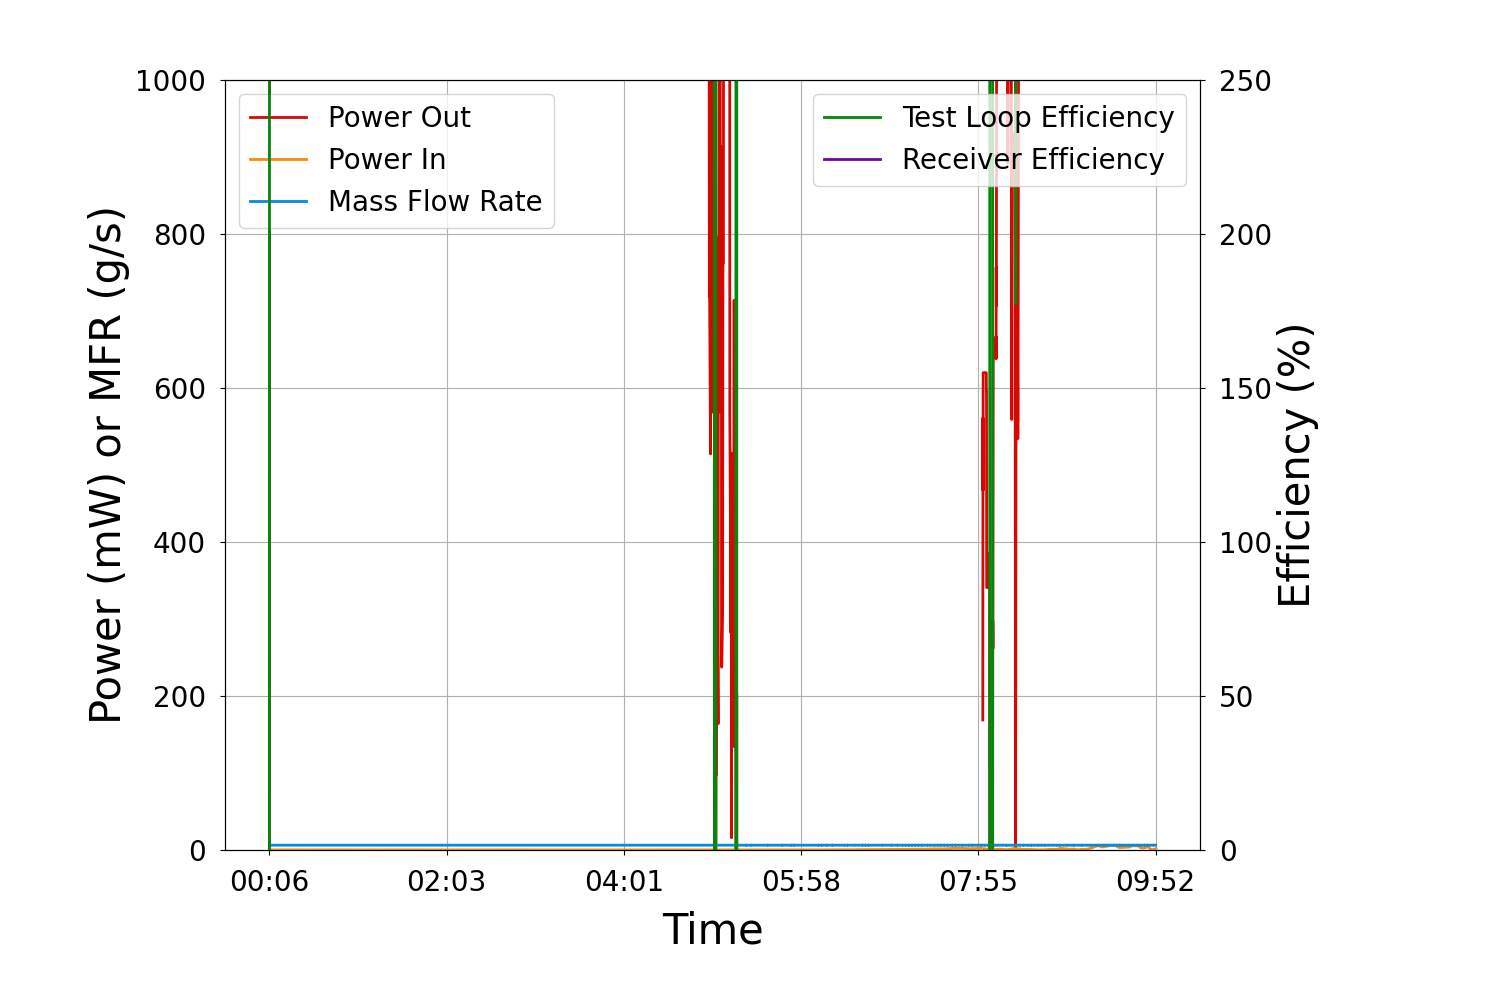 1000
800
600
400
200
0
Power (mW) or MFR (g/s)
Power Out
Power In
Mass Flow Rate
Test Loop Efficiency
Receiver Efficiency
250
200
150
100
50
0
Efficiency (%)
00:06 02:03 04:01 05:58 07:55 09:52
Time